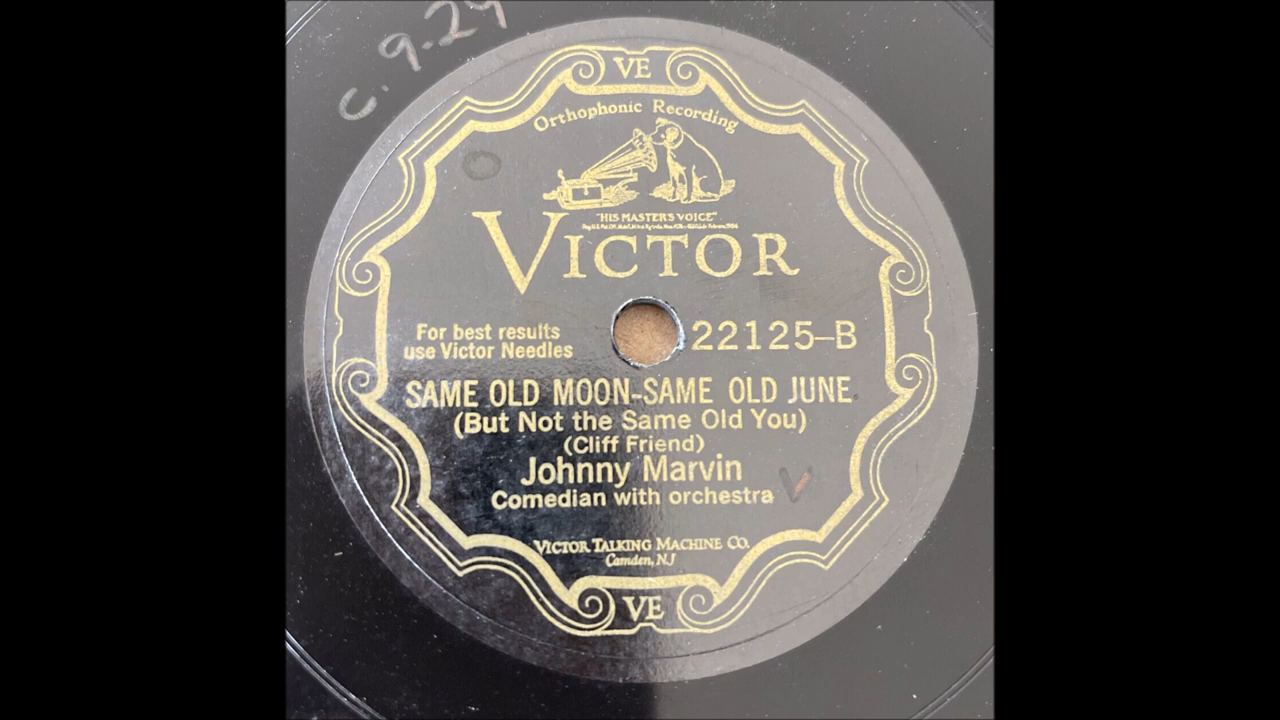 C. 9-29
VE
Orthophonic Recording
"HIS MASTER'S VOICE"
VICTOR
For best results
use Victor Needles
22125-B
SAME OLD MOON-SAME OLD JUNE
(But Not the Same Old You)
(Cliff Friend)
Johnny Marvin
Comedian with orchestra
VICTOR TALKING MACHINE CO.
Camden, N.J
VE